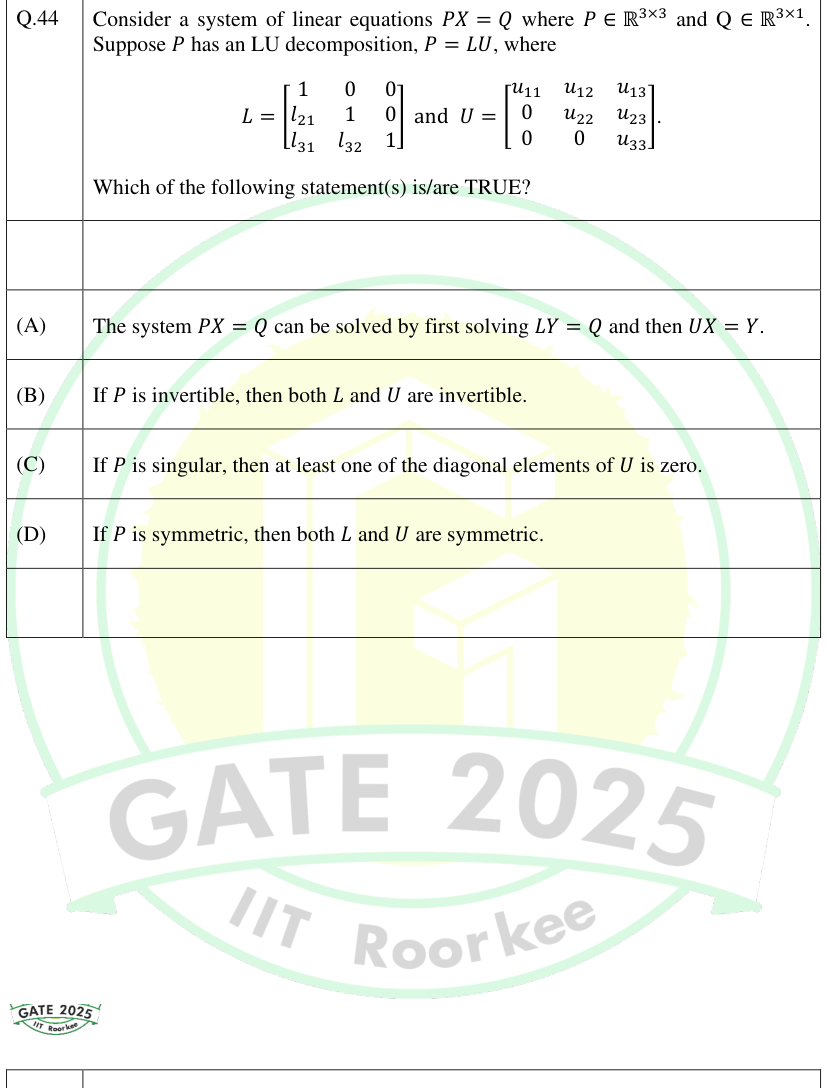 Q.44 Consider a system of linear equations 𝑃𝑋 = 𝑄 where 𝑃 ∈ ℝ³ˣ³ and Q ∈ ℝ³ˣ¹.
Suppose 𝑃 has an LU decomposition, 𝑃 = 𝐿𝑈, where
𝐿 = [1 0 0; 𝑙₂₁ 1 0; 𝑙₃₁ 𝑙₃₂ 1] and 𝑈 = [𝑢₁₁ 𝑢₁₂ 𝑢₁₃; 0 𝑢₂₂ 𝑢₂₃; 0 0 𝑢₃₃].
Which of the following statement(s) is/are TRUE?
(A) The system 𝑃𝑋 = 𝑄 can be solved by first solving 𝐿𝑌 = 𝑄 and then 𝑈𝑋 = 𝑌.
(B) If 𝑃 is invertible, then both 𝐿 and 𝑈 are invertible.
(C) If 𝑃 is singular, then at least one of the diagonal elements of 𝑈 is zero.
(D) If 𝑃 is symmetric, then both 𝐿 and 𝑈 are symmetric.
GATE 2025
IIT Roorkee
GATE 2025
IIT Roorkee